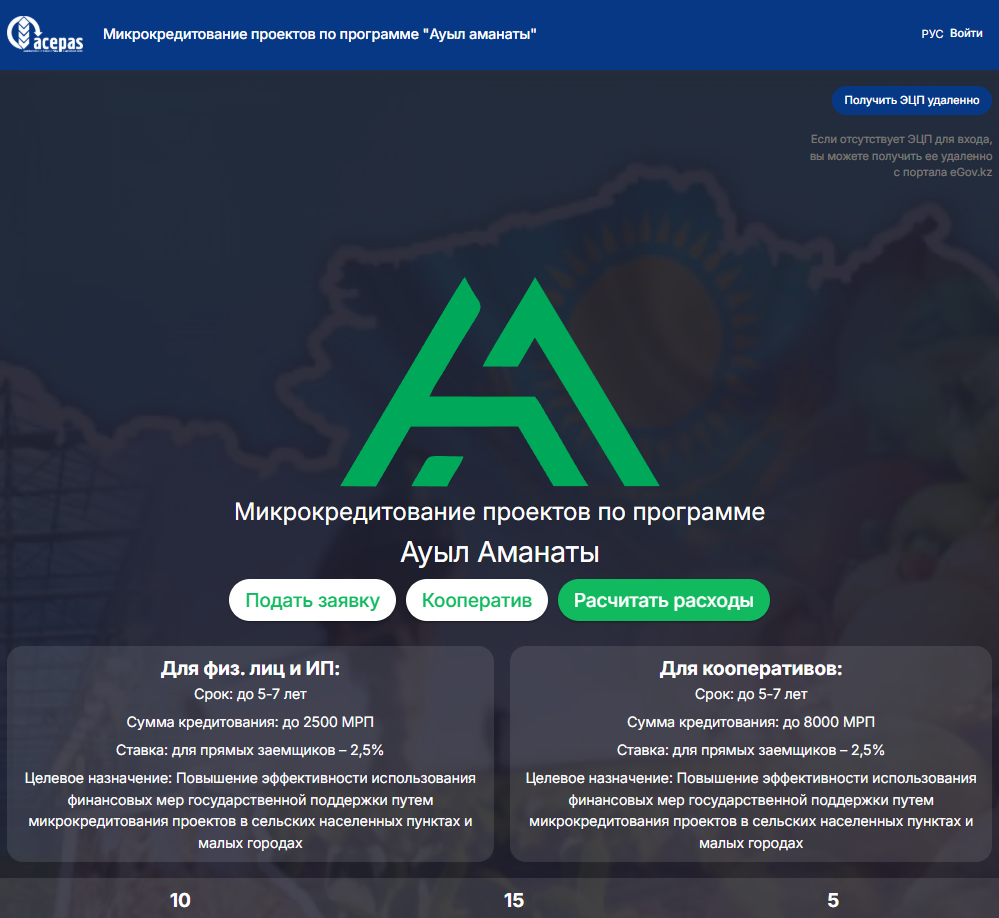 acepas
Микрокредитование проектов по программе "Ауыл аманаты"
РУС Войти
Получить ЭЦП удаленно
Если отсутствует ЭЦП для входа,
вы можете получить ее удаленно
с портала eGov.kz
Микрокредитование проектов по программе
Ауыл Аманаты
Подать заявку
Кооператив
Расчитать расходы
Для физ. лиц и ИП:
Срок: до 5-7 лет
Сумма кредитования: до 2500 МРП
Ставка: для прямых заемщиков – 2,5%
Целевое назначение: Повышение эффективности использования
финансовых мер государственной поддержки путем
микрокредитования проектов в сельских населенных пунктах и
малых городах
Для кооперативов:
Срок: до 5-7 лет
Сумма кредитования: до 8000 МРП
Ставка: для прямых заемщиков – 2,5%
Целевое назначение: Повышение эффективности использования
финансовых мер государственной поддержки путем
микрокредитования проектов в сельских населенных пунктах и
малых городах
10
15
5